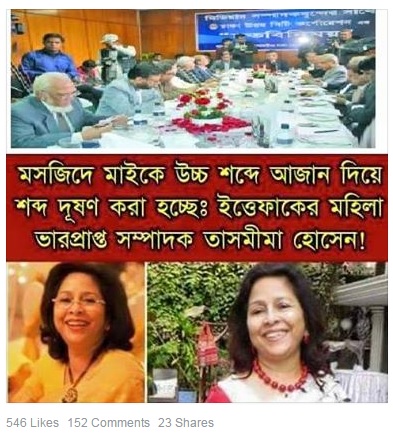 মসজিদে মাইকে উচ্চ শব্দে আজান দিয়ে
শব্দ দূষণ করা হচ্ছেঃ ইত্তেফাকের মহিলা
ভারপ্রাপ্ত সম্পাদক তাসমীমা হোসেন!
546 Likes 152 Comments 23 Shares